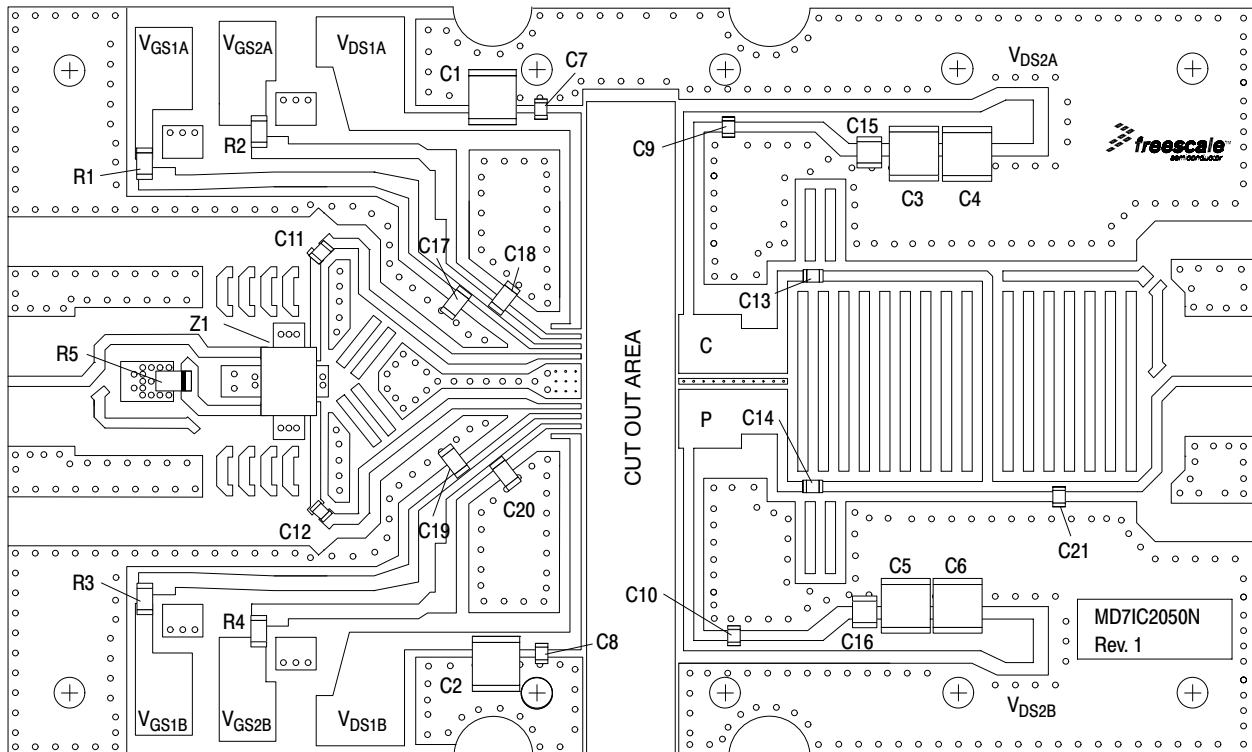 VGS1A
VGS2A
VDS1A
C1
C7
VDS2A
R2
C9
C15
freescale™
semiconductor
R1
C3
C4
C11
C17
C18
C13
Z1
R5
C
CUT OUT AREA
P
C14
C12
C19
C20
C21
R3
C5
C6
R4
C10
C8
C16
MD7IC2050N
Rev. 1
C2
VGS1B
VGS2B
VDS1B
VDS2B